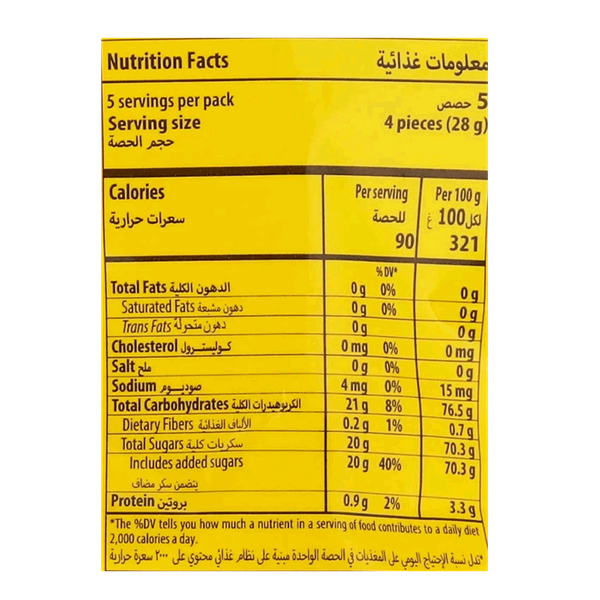 Nutrition Facts معلومات غذائية
5 servings per pack 5 حصص
Serving size 4 pieces (28 g)
حجم الحصة
Calories Per serving Per 100 g
سعرات حرارية للحصة لكل 100 غ
90 321
% DV*
Total Fats الدهون الكلية 0 g 0% 0 g
Saturated Fats دهون مشبعة 0 g 0% 0 g
Trans Fats دهون متحولة 0 g 0 g
Cholesterol كوليسترول 0 mg 0% 0 mg
Salt ملح 0 g 0% 0 g
Sodium صوديوم 4 mg 0% 15 mg
Total Carbohydrates الكربوهيدرات الكلية 21 g 8% 76.5 g
Dietary Fibers الألياف الغذائية 0.2 g 1% 0.7 g
Total Sugars سكريات كلية 20 g 70.3 g
Includes added sugars 20 g 40% 70.3 g
يتضمن سكر مضاف
Protein بروتين 0.9 g 2% 3.3 g
*The %DV tells you how much a nutrient in a serving of food contributes to a daily diet
2,000 calories a day.
*تدل نسبة الإحتياج اليومي على المغذيات في الحصة الواحدة مبنية على نظام غذائي محتوي على ٢٠٠٠ سعرة حرارية